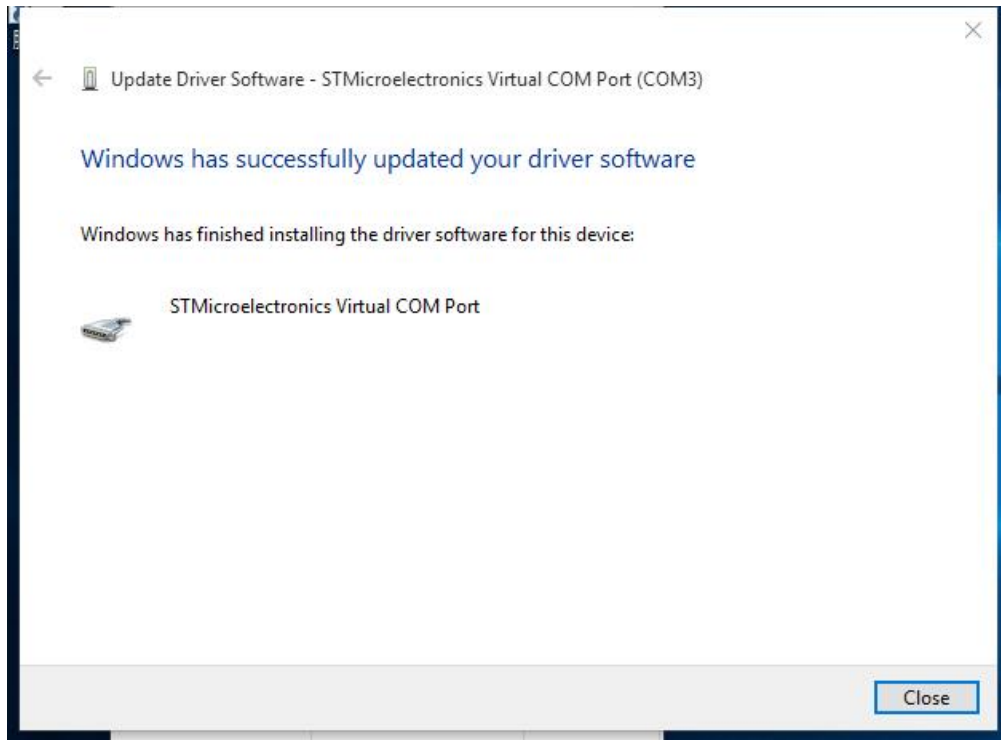 Update Driver Software - STMicroelectronics Virtual COM Port (COM3)
Windows has successfully updated your driver software
Windows has finished installing the driver software for this device:
STMicroelectronics Virtual COM Port
Close